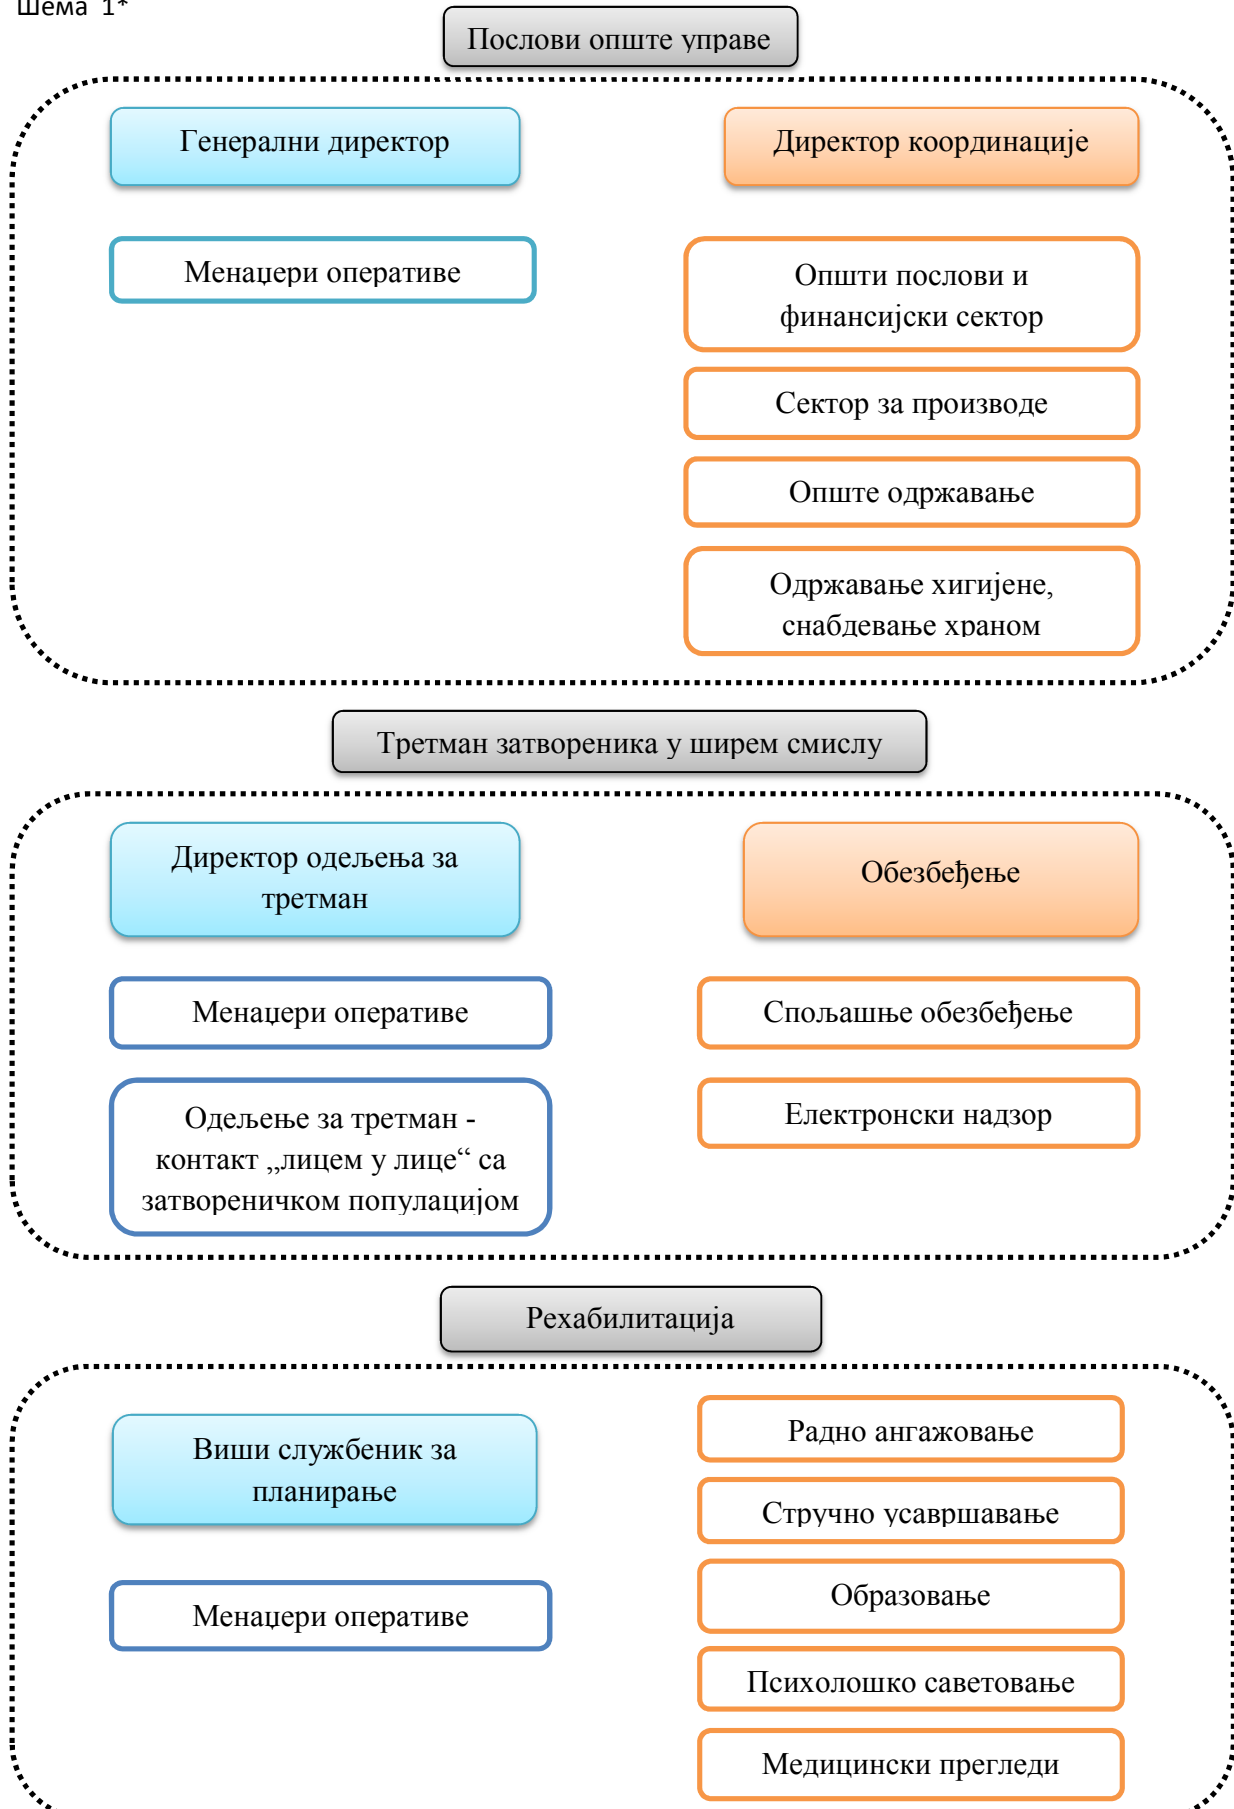 Шема 1*
Послови опште управе
Генерални директор
Директор координације
Менаџери оперативе
Општи послови и
финансијски сектор
Сектор за производе
Опште одржавање
Одржавање хигијене,
снабдевање храном
Третман затвореника у ширем смислу
Директор одељења за
третман
Обезбеђење
Менаџери оперативе
Спољашње обезбеђење
Одељење за третман -
контакт „лицем у лице“ са
затвореничком популацијом
Електронски надзор
Рехабилитација
Виши службеник за
планирање
Менаџери оперативе
Радно ангажовање
Стручно усавршавање
Образовање
Психолошко саветовање
Медицински прегледи